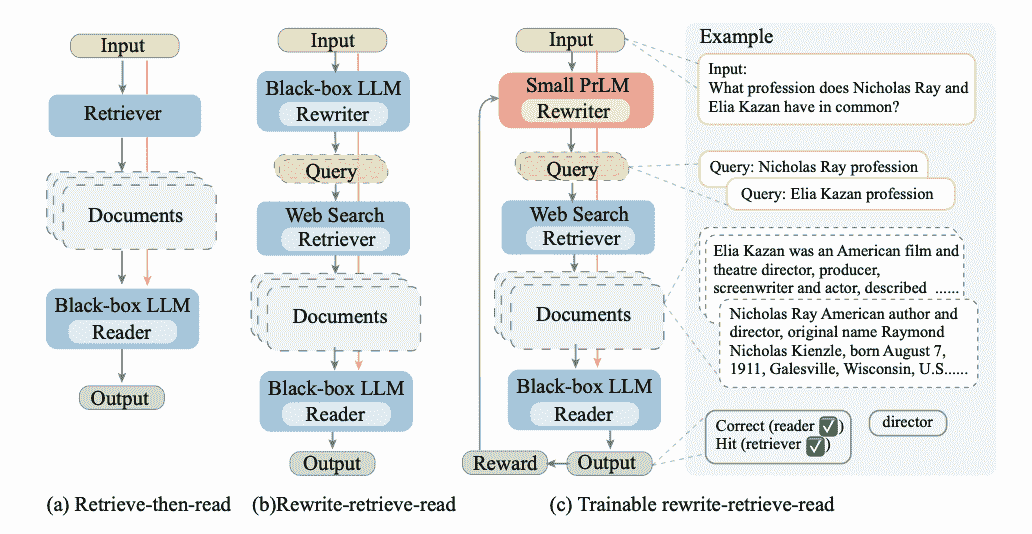 Input
Retriever
Documents
Black-box LLM
Reader
Output
(a) Retrieve-then-read
Input
Black-box LLM
Rewriter
Query
Web Search
Retriever
Documents
Black-box LLM
Reader
Output
(b)Rewrite-retrieve-read
Input
Small PrLM
Rewriter
Query
Web Search
Retriever
Documents
Black-box LLM
Reader
Reward
Output
(c) Trainable rewrite-retrieve-read
Example
Input:
What profession does Nicholas Ray and
Elia Kazan have in common?
Query: Nicholas Ray profession
Query: Elia Kazan profession
Elia Kazan was an American film and
theatre director, producer,
screenwriter and actor, described ......
Nicholas Ray American author and
director, original name Raymond
Nicholas Kienzle, born August 7,
1911, Galesville, Wisconsin, U.S......
Correct (reader ✅)
Hit (retriever ✅)
director